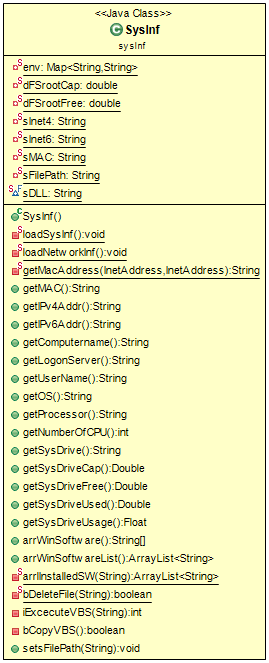 <<Java Class>>
SysInf
sysInf
env: Map<String,String>
dFSrootCap: double
dFSrootFree: double
sInet4: String
sInet6: String
sMAC: String
sFilePath: String
sDLL: String
SysInf()
loadSysInf():void
loadNetworkInf():void
getMacAddress(InetAddress,InetAddress):String
getMAC():String
getIPv4Addr():String
getIPv6Addr():String
getComputername():String
getLogonServer():String
getUserName():String
getOS():String
getProcessor():String
getNumberOfCPU():int
getSysDrive():String
getSysDriveCap():Double
getSysDriveFree():Double
getSysDriveUsed():Double
getSysDriveUsage():Float
arrWinSoftware():String[]
arrWinSoftwareList():ArrayList<String>
arrlInstalledSW(String):ArrayList<String>
bDeleteFile(String):boolean
iExcecuteVBS(String):int
bCopyVBS():boolean
setsFilePath(String):void